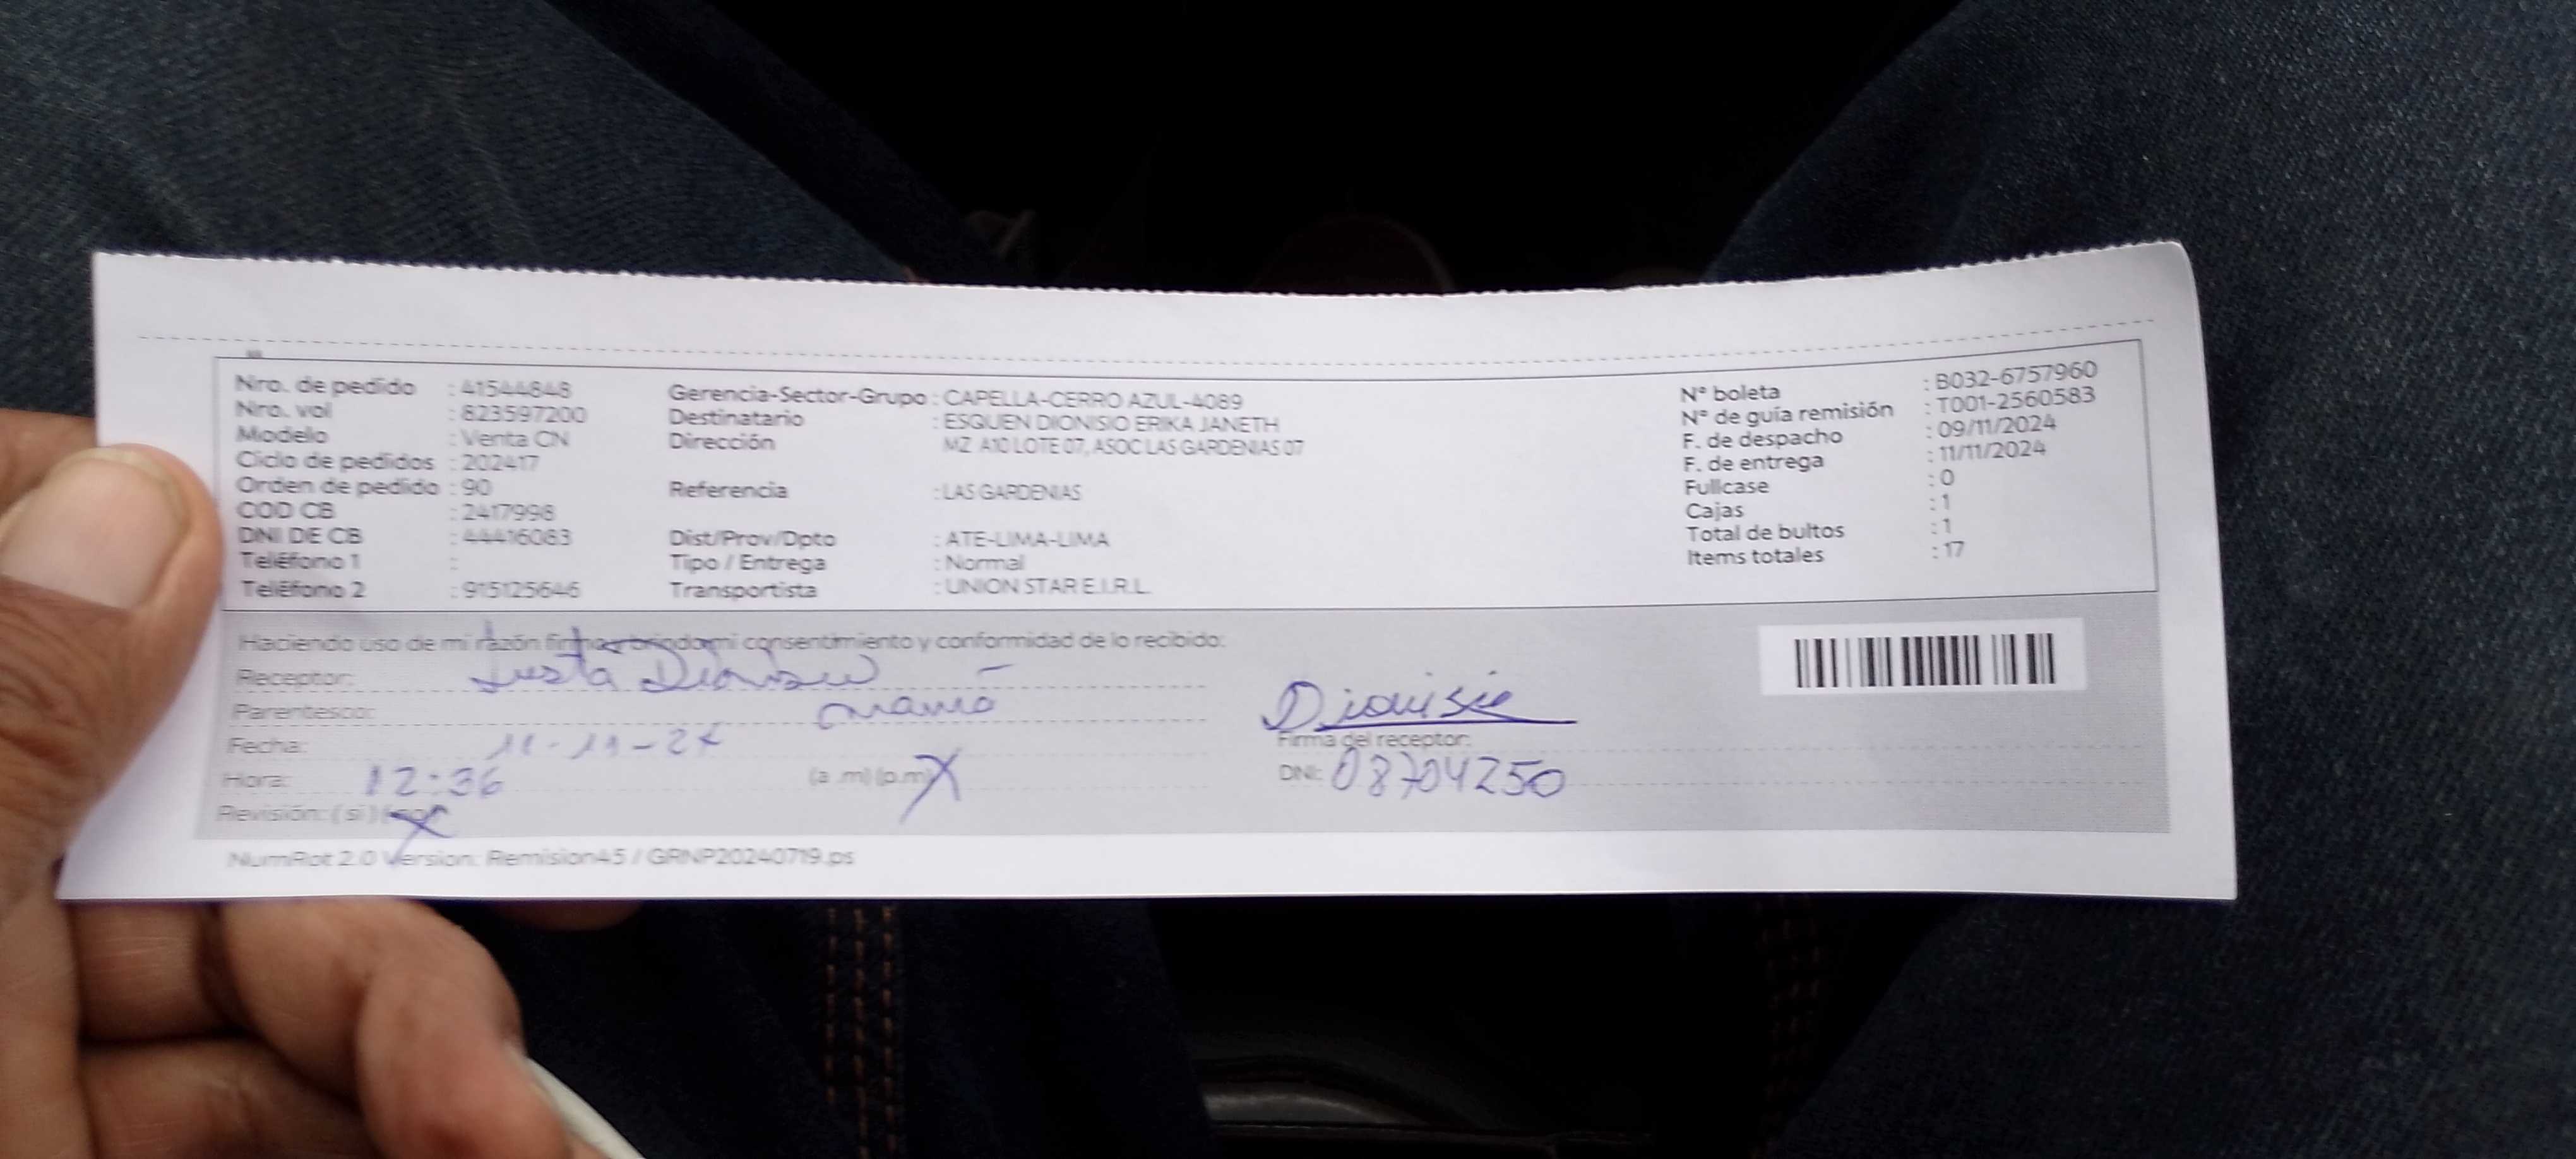 Nro. de pedido : 41544848
Nro. vol : 823597200
Modelo : Venta CN
Ciclo de pedidos : 202417
Orden de pedido : 90
COD CB : 2417998
DNI DE CB : 44416083
Teléfono 1 :
Teléfono 2 : 915125646
Gerencia-Sector-Grupo : CAPELLA-CERRO AZUL-4089
Destinatario : ESQUEN DIONISIO ERIKA JANETH
Dirección MZ A10 LOTE 07, ASOC LAS GARDENIAS 07
Referencia : LAS GARDENIAS
Dist/Prov/Dpto : ATE-LIMA-LIMA
Tipo / Entrega : Normal
Transportista : UNION STAR E.I.R.L.
N° boleta : B032-6757960
N° de guía remisión : T001-2560583
F. de despacho : 09/11/2024
F. de entrega : 11/11/2024
Fullcase : 0
Cajas : 1
Total de bultos : 1
Items totales : 17
Haciendo uso de mi razón firmo y brindo mi consentimiento y conformidad de lo recibido:
Receptor: Dionisio
Parentesco: mamá
Fecha: 11-11-24
Hora: 12:36 (a .m) (p.m) X
Revisión: ( si ) (no) X
Dionisio
Firma del receptor:
DNI: 08704250
NumRot 2.0 Version: Remision45 / GRNP20240719.ps